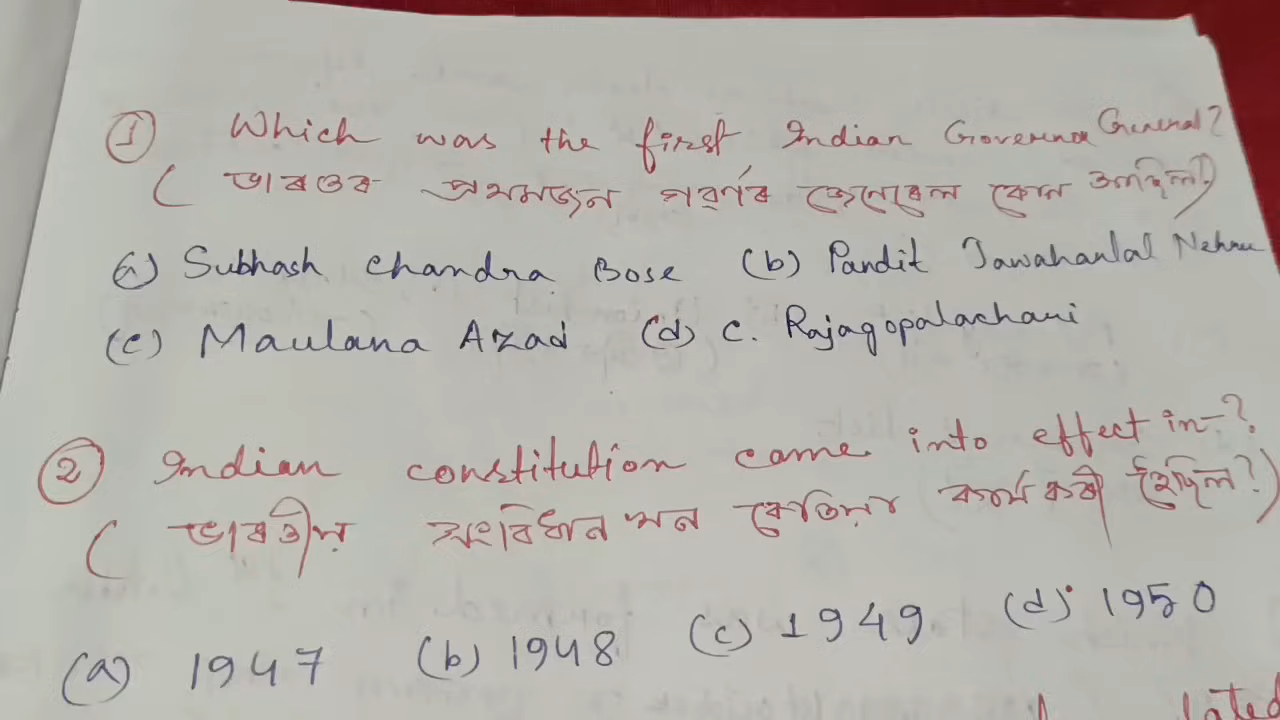 ① Which was the first Indian Governor General?
( ভাৰতৰ প্ৰথমজন গৱৰ্ণৰ জেনেৰেল কোন আছিল?)
(a) Subhash Chandra Bose (b) Pandit Jawaharlal Nehru
(c) Maulana Azad (d) C. Rajagopalachari
② Indian constitution came into effect in-?
( ভাৰতীয় সংবিধান খন কেতিয়াৰ কাৰ্যকৰী হৈছিল?)
(a) 1947 (b) 1948 (c) 1949 (d) 1950